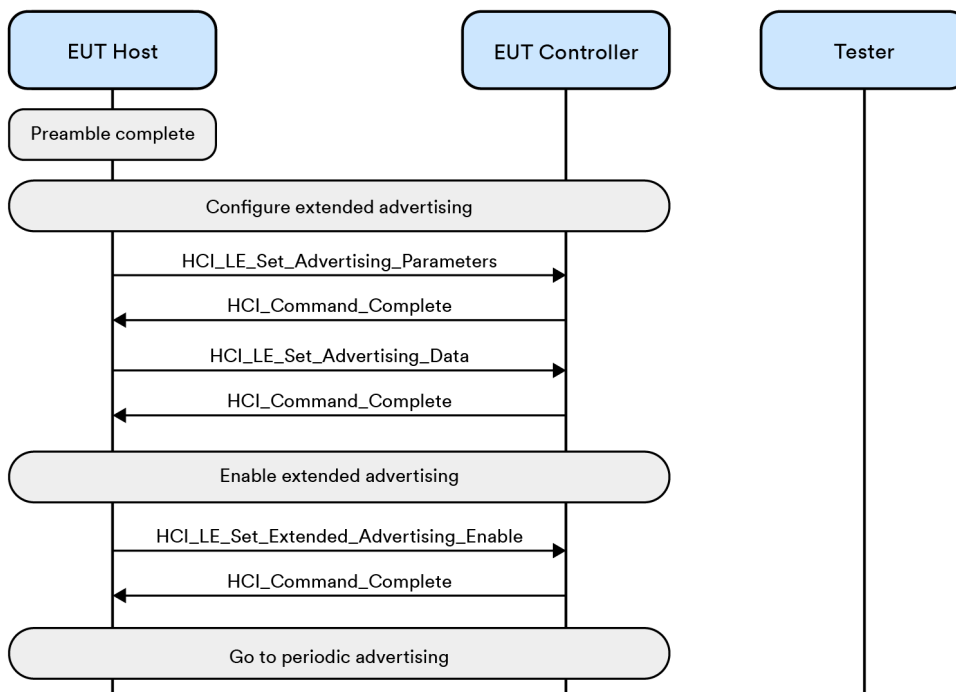 EUT Host
EUT Controller
Tester
Preamble complete
Configure extended advertising
HCI_LE_Set_Advertising_Parameters
HCI_Command_Complete
HCI_LE_Set_Advertising_Data
HCI_Command_Complete
Enable extended advertising
HCI_LE_Set_Extended_Advertising_Enable
HCI_Command_Complete
Go to periodic advertising